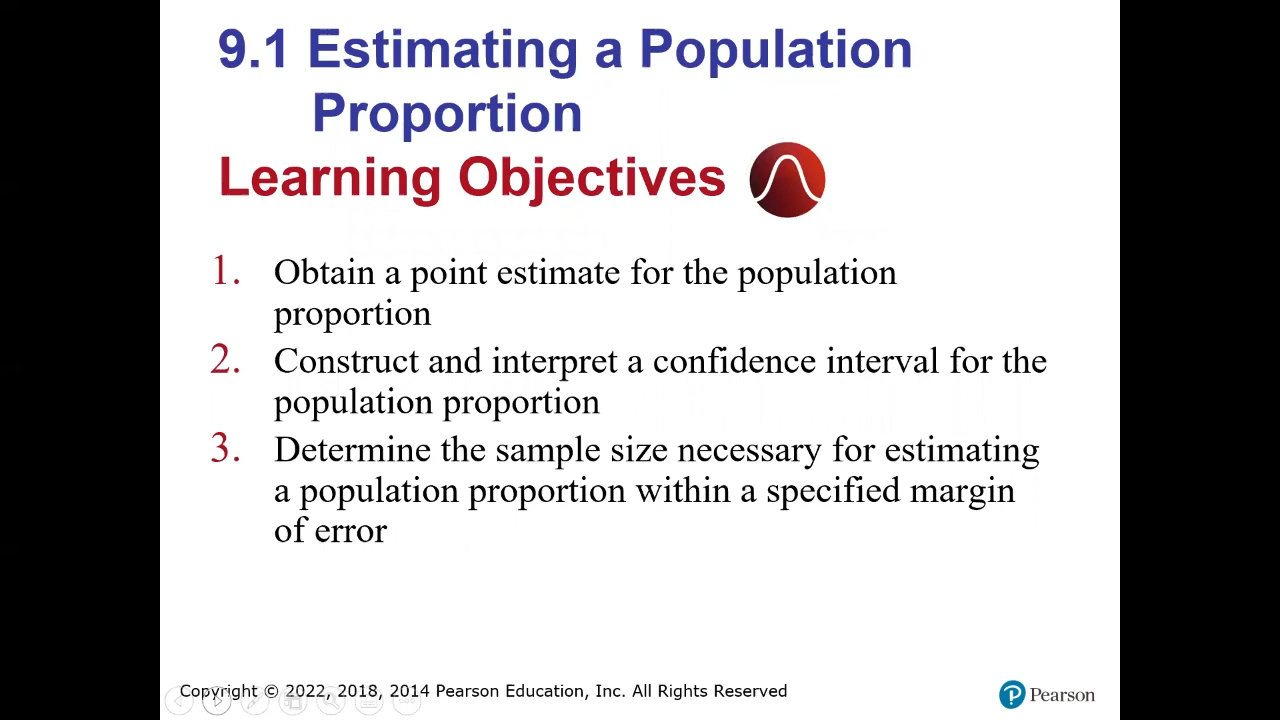 9.1 Estimating a Population
Proportion
Learning Objectives
1. Obtain a point estimate for the population
proportion
2. Construct and interpret a confidence interval for the
population proportion
3. Determine the sample size necessary for estimating
a population proportion within a specified margin
of error
Copyright © 2022, 2018, 2014 Pearson Education, Inc. All Rights Reserved
P Pearson